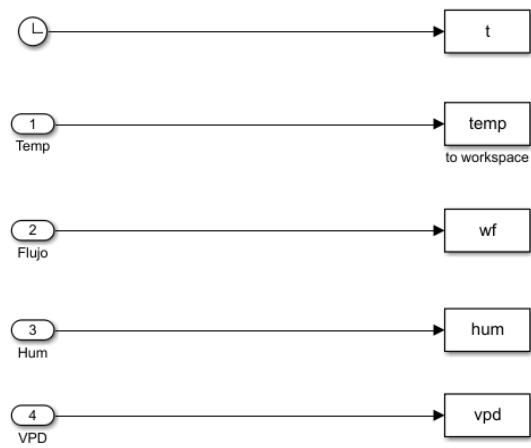 t
1
Temp
temp
to workspace
2
Flujo
wf
3
Hum
hum
4
VPD
vpd